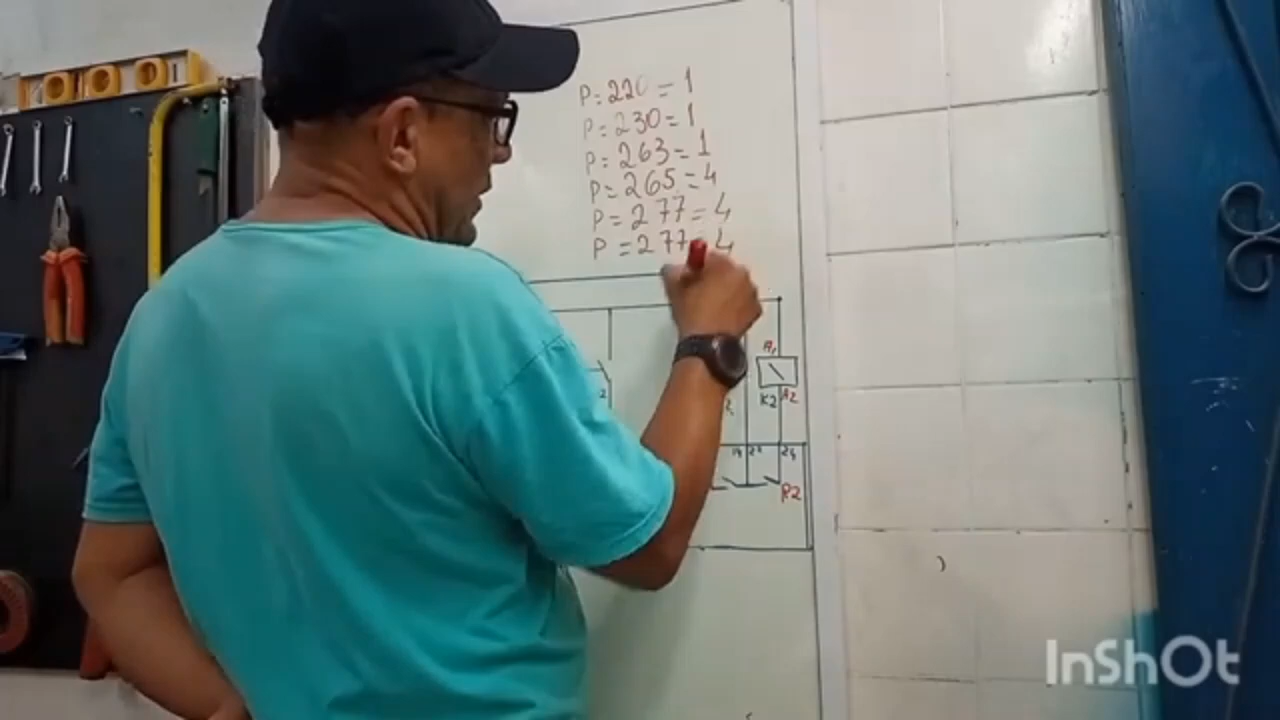 P=220=1
P=230=1
P=263=1
P=265=4
P=277=4
P=277=4
A1
2
K2 A2
14 24
R2
InShOt